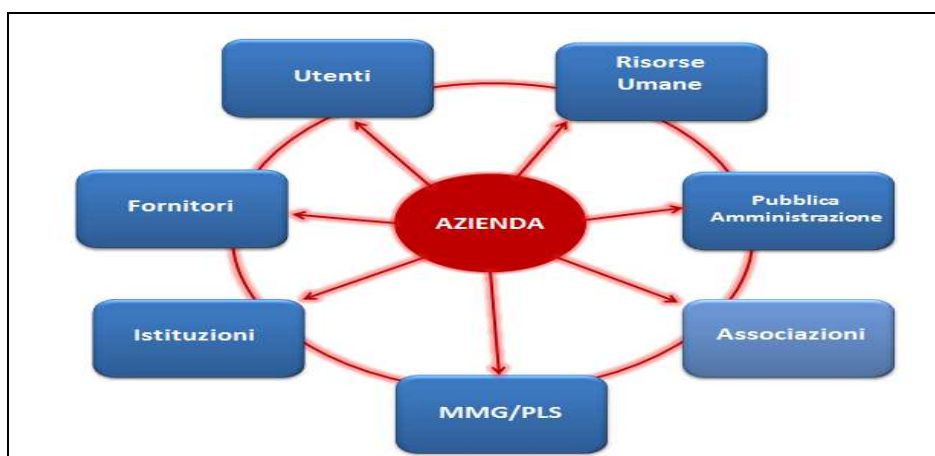 Utenti
Risorse
Umane
Fornitori
AZIENDA
Pubblica
Amministrazione
Istituzioni
Associazioni
MMG/PLS